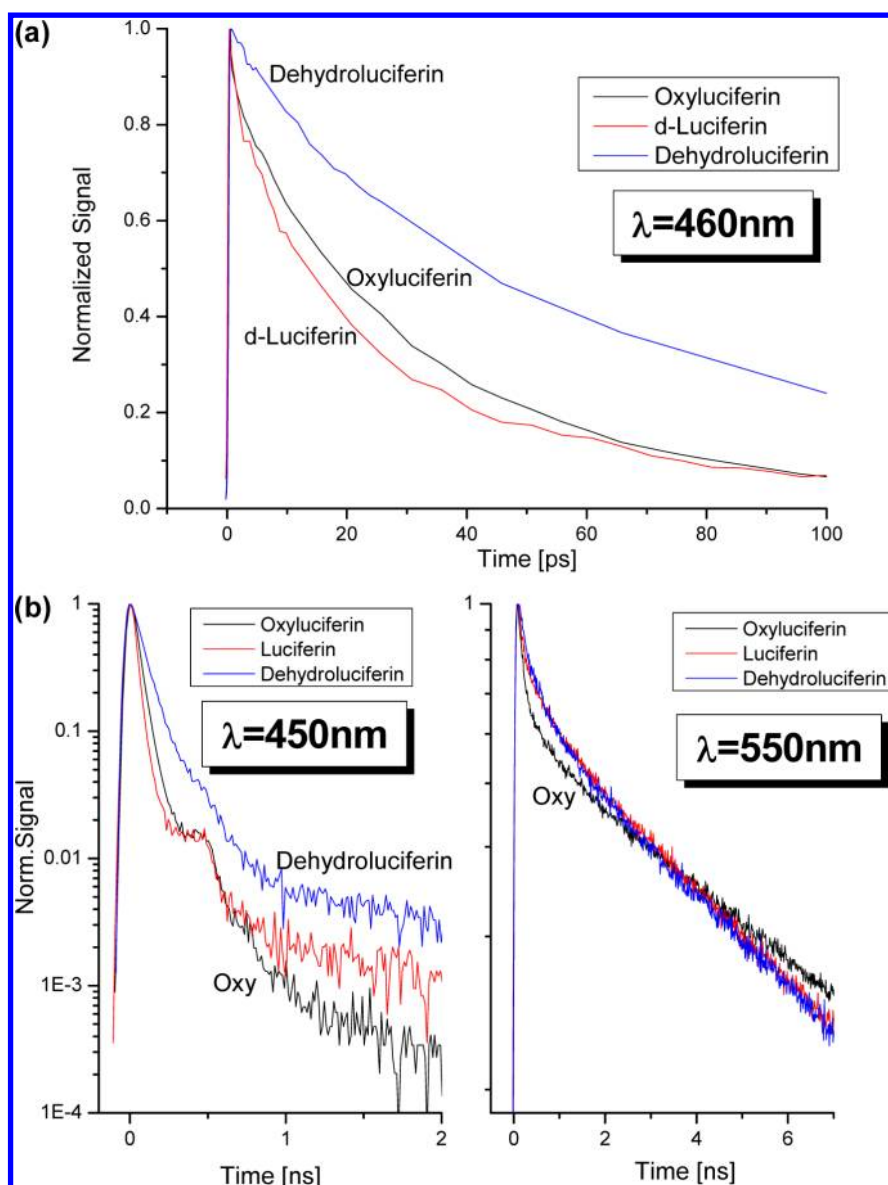 (a)
1.0
0.8
0.6
0.4
0.2
0.0
Normalized Signal
Dehydroluciferin
Oxyluciferin
d-Luciferin
Oxyluciferin
d-Luciferin
Dehydroluciferin
λ=460nm
0 20 40 60 80 100
Time [ps]
(b)
1
0.1
0.01
1E-3
1E-4
Norm.Signal
Oxyluciferin
Luciferin
Dehydroluciferin
λ=450nm
Dehydroluciferin
Oxy
0 1 2
Time [ns]
1
Oxyluciferin
Luciferin
Dehydroluciferin
λ=550nm
Oxy
0 2 4 6
Time [ns]